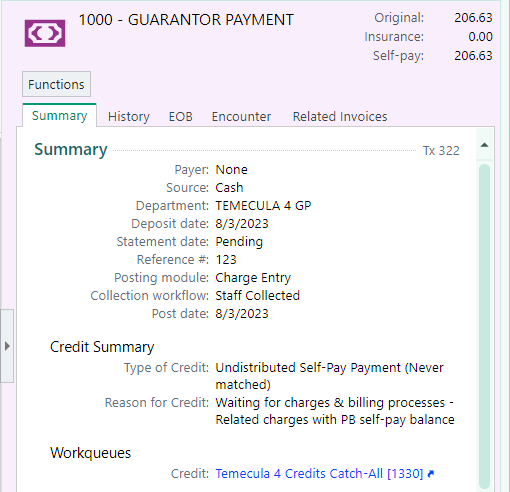 1000 - GUARANTOR PAYMENT
Original: 206.63
Insurance: 0.00
Self-pay: 206.63
Functions
Summary History EOB Encounter Related Invoices
Summary Tx 322
Payer: None
Source: Cash
Department: TEMECULA 4 GP
Deposit date: 8/3/2023
Statement date: Pending
Reference #: 123
Posting module: Charge Entry
Collection workflow: Staff Collected
Post date: 8/3/2023
Credit Summary
Type of Credit: Undistributed Self-Pay Payment (Never
matched)
Reason for Credit: Waiting for charges & billing processes -
Related charges with PB self-pay balance
Workqueues
Credit: Temecula 4 Credits Catch-All [1330]